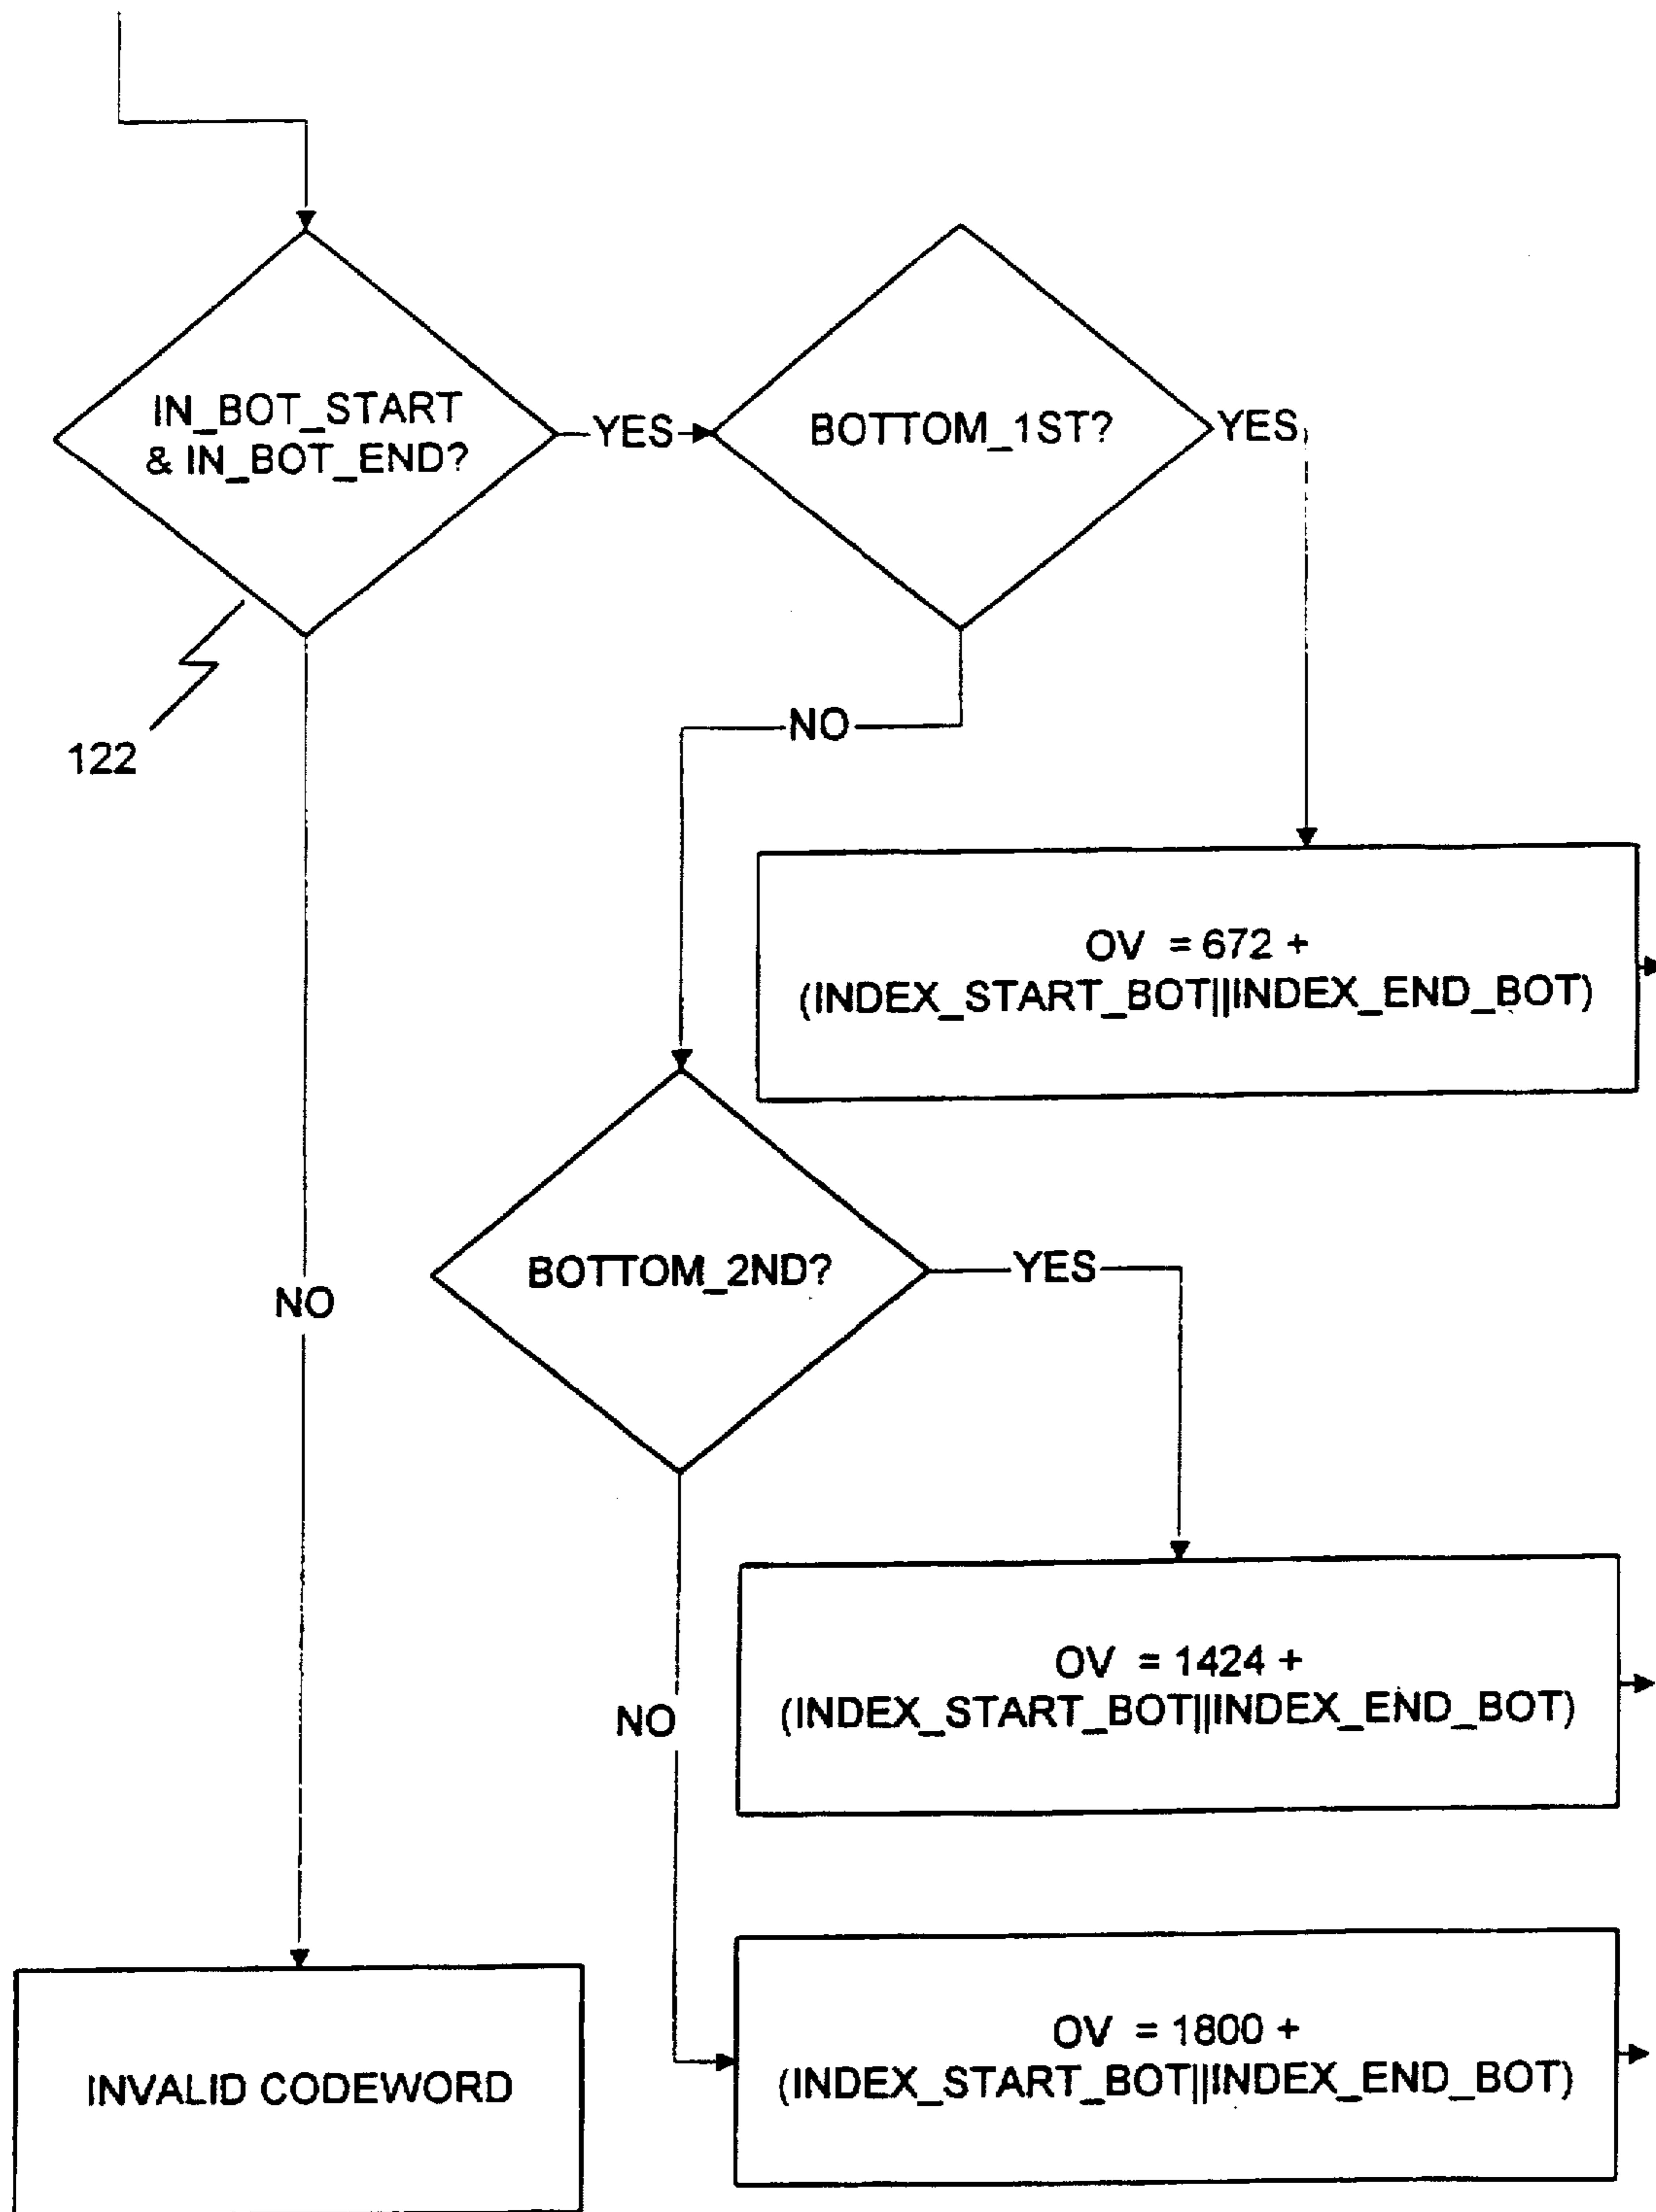 IN_BOT_START
& IN_BOT_END?
YES
BOTTOM_1ST?
YES
122
NO
OV = 672 +
(INDEX_START_BOT||INDEX_END_BOT)
BOTTOM_2ND?
YES
NO
OV = 1424 +
(INDEX_START_BOT||INDEX_END_BOT)
NO
OV = 1800 +
(INDEX_START_BOT||INDEX_END_BOT)
INVALID CODEWORD